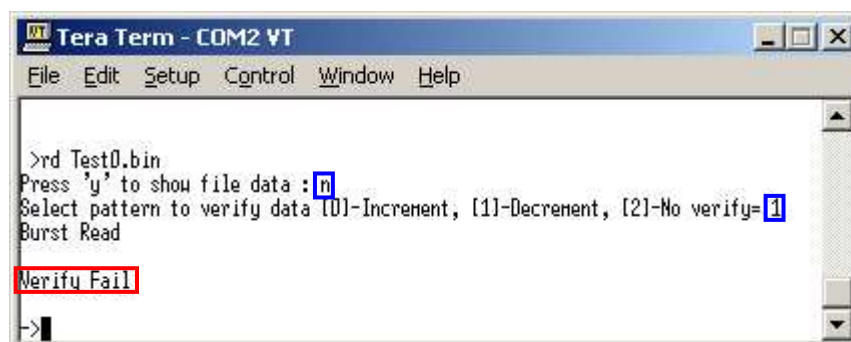 Tera Term - COM2 VT
File Edit Setup Control Window Help
>rd Test0.bin
Press 'y' to show file data : n
Select pattern to verify data [0]-Increment, [1]-Decrement, [2]-No verify= 1
Burst Read
Verify Fail
->